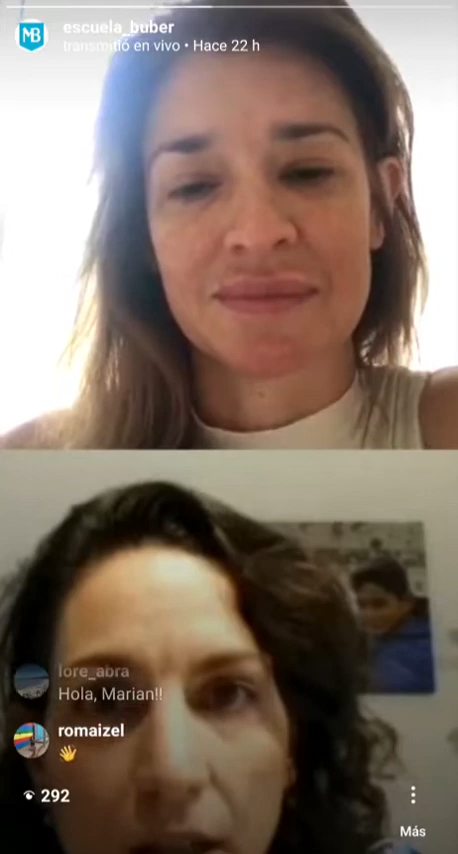 MB
escuela_buber
transmitió en vivo • Hace 22 h
lore_abra
Hola, Marian!!
romaizel
292
Más